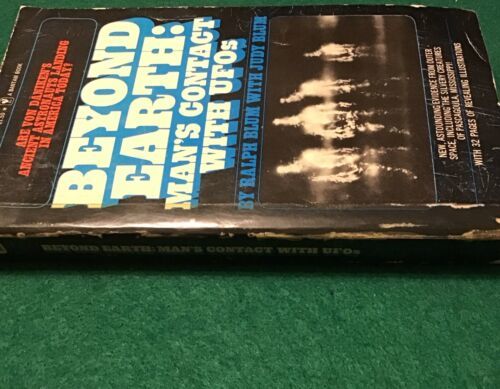 A BANTAM BOOK
ARE VON DANIKEN'S
ANCIENT ASTRONAUTS LANDING
IN AMERICA TODAY?
BEYOND
EARTH:
MAN'S CONTACT
WITH UFOs
BY RALPH BLUM WITH JUDY BLUM
NEW, ASTOUNDING EVIDENCE FROM OUTER
SPACE, INCLUDING THE SILVERY CREATURES
OF PASCAGOULA, MISSISSIPPI!
WITH 32 PAGES OF REVEALING ILLUSTRATIONS
BEYOND EARTH: MAN'S CONTACT WITH UFOs